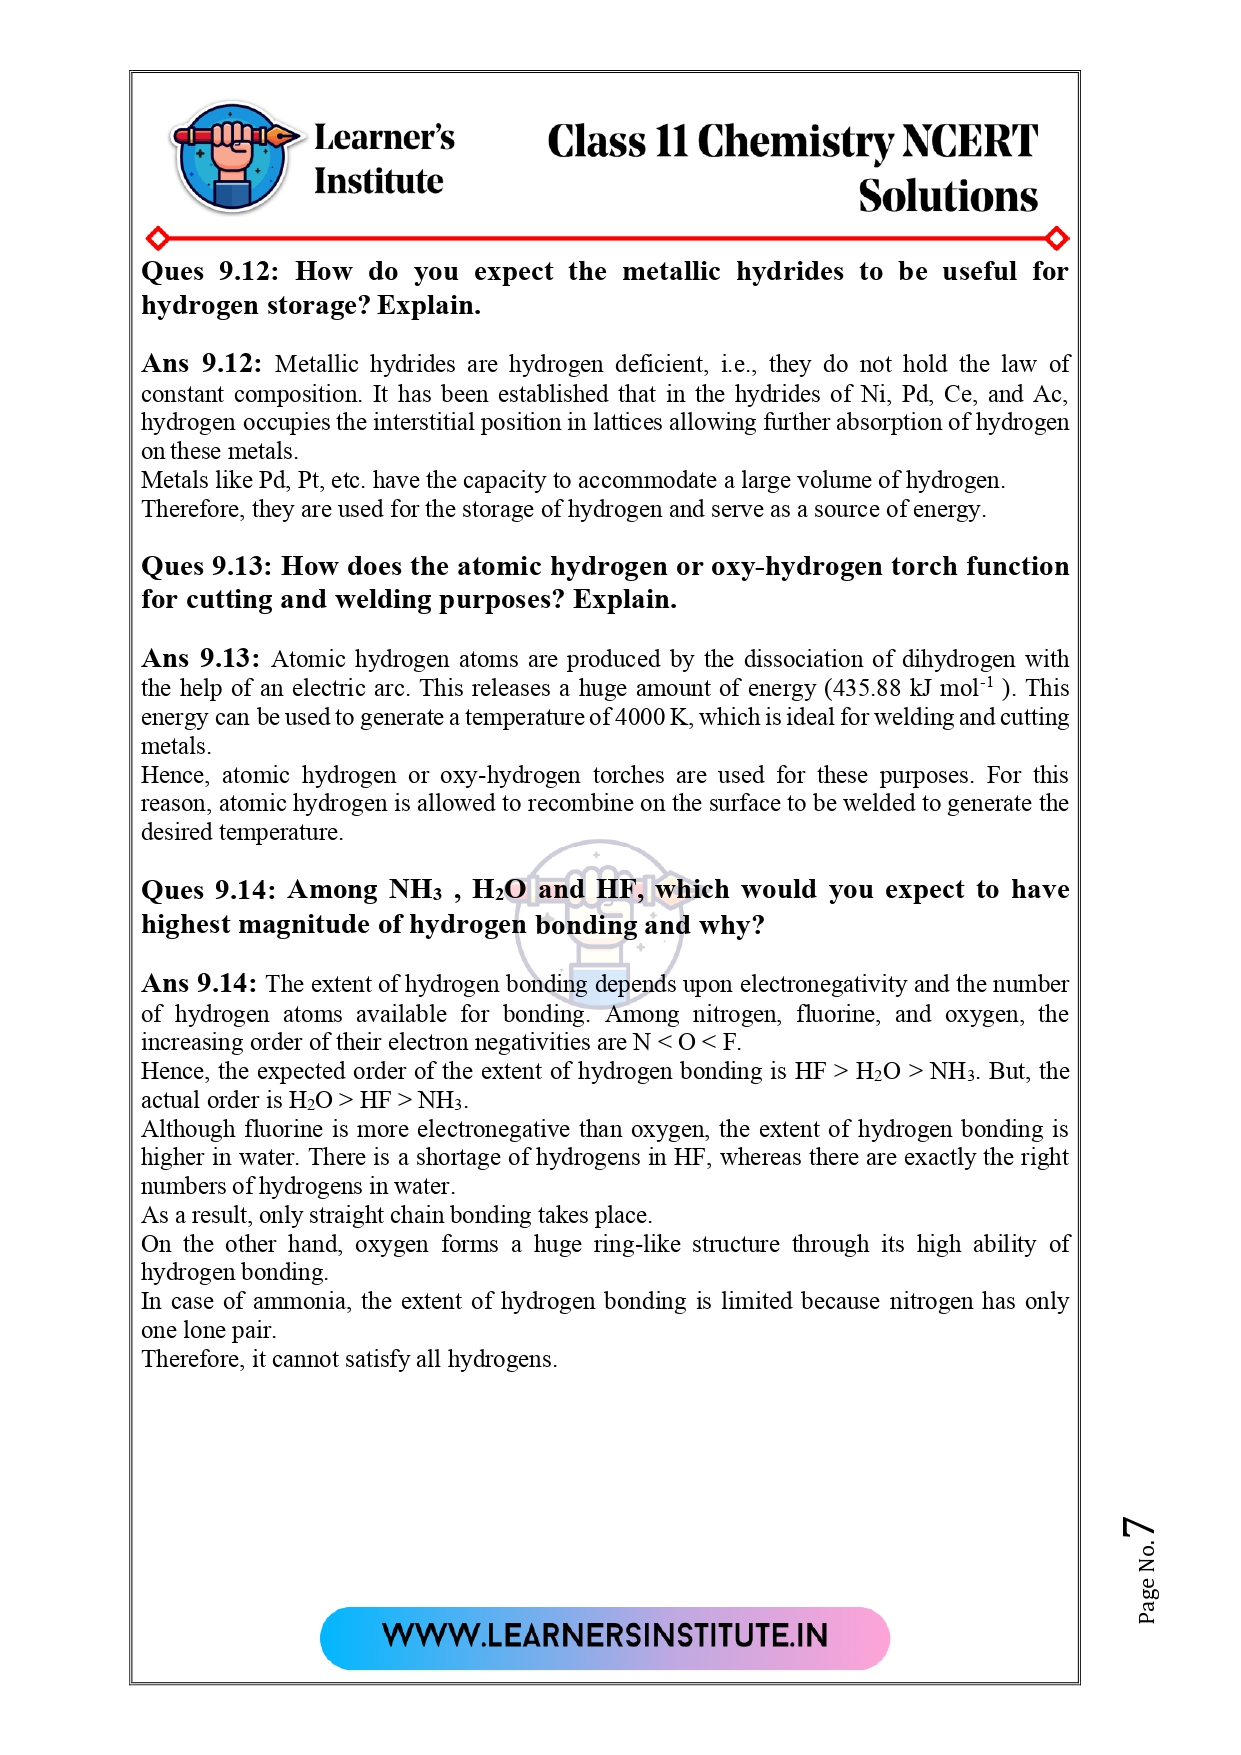 Learner's
Institute
Class 11 Chemistry NCERT
Solutions
Ques 9.12: How do you expect the metallic hydrides to be useful for
hydrogen storage? Explain.
Ans 9.12: Metallic hydrides are hydrogen deficient, i.e., they do not hold the law of
constant composition. It has been established that in the hydrides of Ni, Pd, Ce, and Ac,
hydrogen occupies the interstitial position in lattices allowing further absorption of hydrogen
on these metals.
Metals like Pd, Pt, etc. have the capacity to accommodate a large volume of hydrogen.
Therefore, they are used for the storage of hydrogen and serve as a source of energy.
Ques 9.13: How does the atomic hydrogen or oxy-hydrogen torch function
for cutting and welding purposes? Explain.
Ans 9.13: Atomic hydrogen atoms are produced by the dissociation of dihydrogen with
the help of an electric arc. This releases a huge amount of energy (435.88 kJ mol⁻¹ ). This
energy can be used to generate a temperature of 4000 K, which is ideal for welding and cutting
metals.
Hence, atomic hydrogen or oxy-hydrogen torches are used for these purposes. For this
reason, atomic hydrogen is allowed to recombine on the surface to be welded to generate the
desired temperature.
Ques 9.14: Among NH₃ , H₂O and HF, which would you expect to have
highest magnitude of hydrogen bonding and why?
Ans 9.14: The extent of hydrogen bonding depends upon electronegativity and the number
of hydrogen atoms available for bonding. Among nitrogen, fluorine, and oxygen, the
increasing order of their electron negativities are N < O < F.
Hence, the expected order of the extent of hydrogen bonding is HF > H₂O > NH₃. But, the
actual order is H₂O > HF > NH₃.
Although fluorine is more electronegative than oxygen, the extent of hydrogen bonding is
higher in water. There is a shortage of hydrogens in HF, whereas there are exactly the right
numbers of hydrogens in water.
As a result, only straight chain bonding takes place.
On the other hand, oxygen forms a huge ring-like structure through its high ability of
hydrogen bonding.
In case of ammonia, the extent of hydrogen bonding is limited because nitrogen has only
one lone pair.
Therefore, it cannot satisfy all hydrogens.
Page No.7
WWW.LEARNERSINSTITUTE.IN